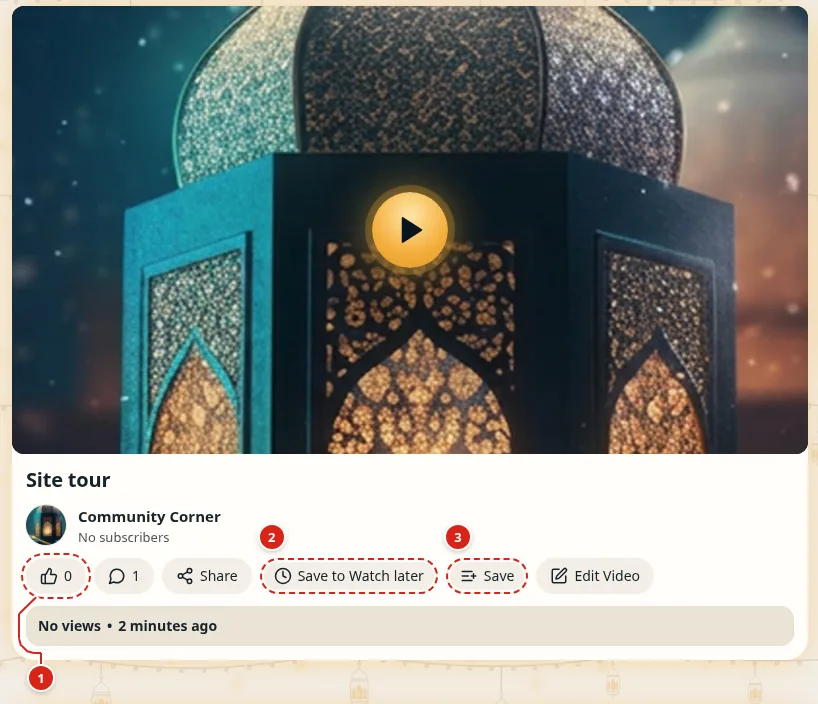 Site tour
Community Corner
No subscribers
2
3
0
1
Share
Save to Watch later
Save
Edit Video
No views • 2 minutes ago
1